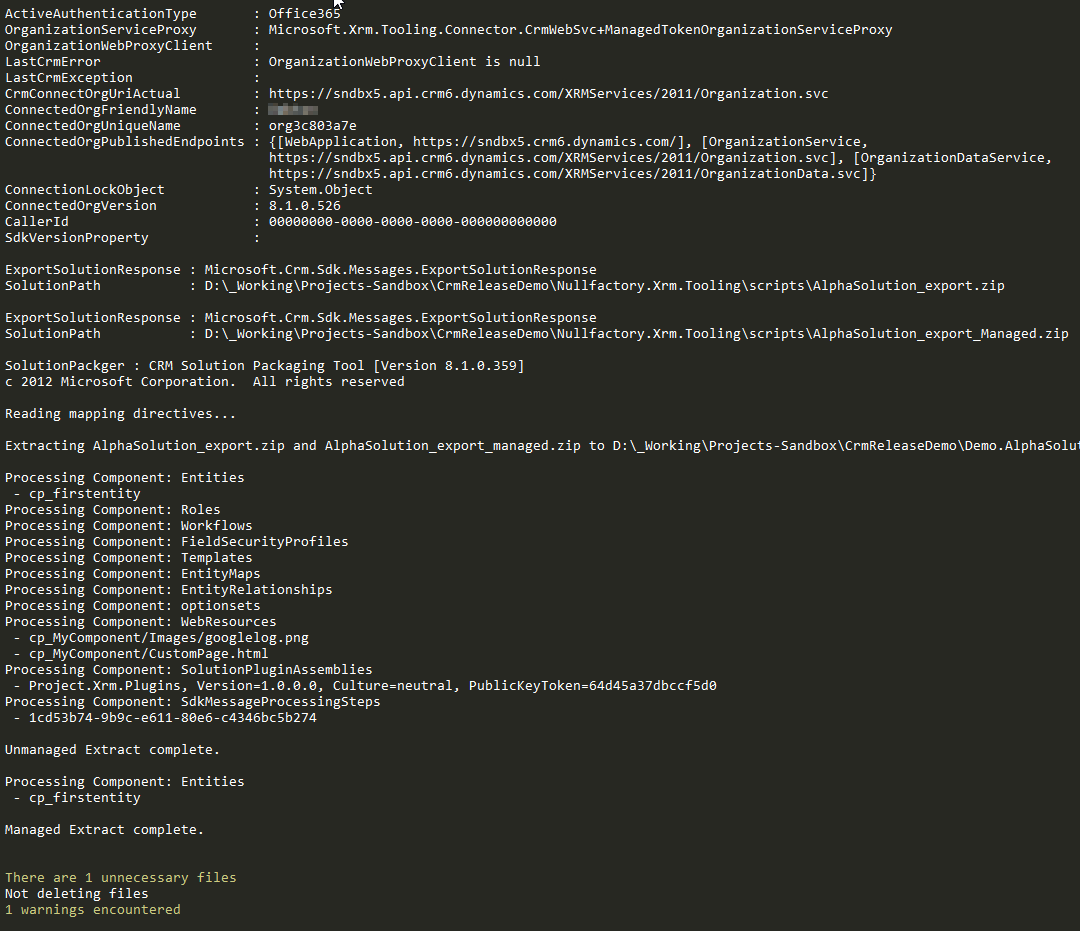 ActiveAuthenticationType       : Office365
OrganizationServiceProxy       : Microsoft.Xrm.Tooling.Connector.CrmWebSvc+ManagedTokenOrganizationServiceProxy
OrganizationWebProxyClient     :
LastCrmError                   : OrganizationWebProxyClient is null
LastCrmException               :
CrmConnectOrgUriActual         : https://sndbx5.api.crm6.dynamics.com/XRMServices/2011/Organization.svc
ConnectedOrgFriendlyName       :
ConnectedOrgUniqueName         : org3c803a7e
ConnectedOrgPublishedEndpoints : {[WebApplication, https://sndbx5.crm6.dynamics.com/], [OrganizationService,
                                 https://sndbx5.api.crm6.dynamics.com/XRMServices/2011/Organization.svc], [OrganizationDataService,
                                 https://sndbx5.api.crm6.dynamics.com/XRMServices/2011/OrganizationData.svc]}
ConnectionLockObject           : System.Object
ConnectedOrgVersion            : 8.1.0.526
CallerId                       : 00000000-0000-0000-0000-000000000000
SdkVersionProperty             :

ExportSolutionResponse : Microsoft.Crm.Sdk.Messages.ExportSolutionResponse
SolutionPath           : D:\_Working\Projects-Sandbox\CrmReleaseDemo\Nullfactory.Xrm.Tooling\scripts\AlphaSolution_export.zip

ExportSolutionResponse : Microsoft.Crm.Sdk.Messages.ExportSolutionResponse
SolutionPath           : D:\_Working\Projects-Sandbox\CrmReleaseDemo\Nullfactory.Xrm.Tooling\scripts\AlphaSolution_export_Managed.zip

SolutionPackger : CRM Solution Packaging Tool [Version 8.1.0.359]
c 2012 Microsoft Corporation.  All rights reserved

Reading mapping directives...

Extracting AlphaSolution_export.zip and AlphaSolution_export_managed.zip to D:\_Working\Projects-Sandbox\CrmReleaseDemo\Demo.AlphaSolut

Processing Component: Entities
 - cp_firstentity
Processing Component: Roles
Processing Component: Workflows
Processing Component: FieldSecurityProfiles
Processing Component: Templates
Processing Component: EntityMaps
Processing Component: EntityRelationships
Processing Component: optionsets
Processing Component: WebResources
 - cp_MyComponent/Images/googlelog.png
 - cp_MyComponent/CustomPage.html
Processing Component: SolutionPluginAssemblies
 - Project.Xrm.Plugins, Version=1.0.0.0, Culture=neutral, PublicKeyToken=64d45a37dbccf5d0
Processing Component: SdkMessageProcessingSteps
 - 1cd53b74-9b9c-e611-80e6-c4346bc5b274

Unmanaged Extract complete.

Processing Component: Entities
 - cp_firstentity

Managed Extract complete.

There are 1 unnecessary files
Not deleting files
1 warnings encountered